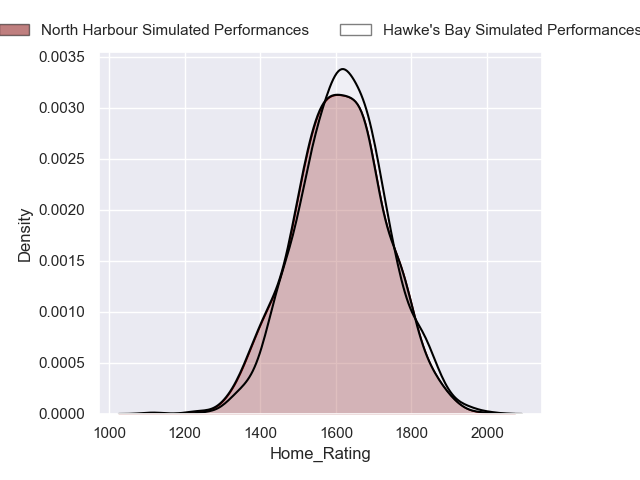 North Harbour Simulated Performances
Hawke's Bay Simulated Performances
0.0035
0.0030
0.0025
0.0020
0.0015
0.0010
0.0005
0.0000
Density
1000 1200 1400 1600 1800 2000
Home_Rating